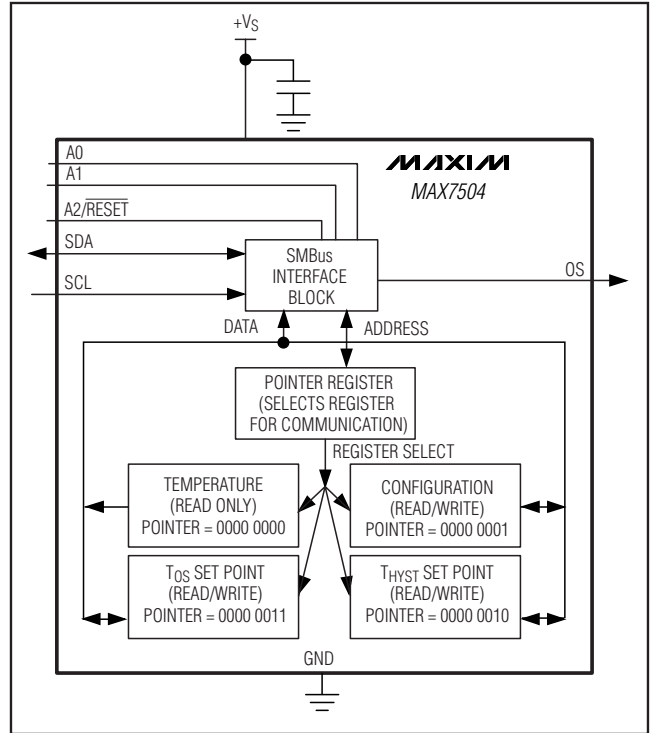 +VS
A0
A1
A2/RESET
SDA
SCL
MAXIM
MAX7504
SMBus
INTERFACE
BLOCK
OS
DATA
ADDRESS
POINTER REGISTER
(SELECTS REGISTER
FOR COMMUNICATION)
REGISTER SELECT
TEMPERATURE
(READ ONLY)
POINTER = 0000 0000
CONFIGURATION
(READ/WRITE)
POINTER = 0000 0001
TOS SET POINT
(READ/WRITE)
POINTER = 0000 0011
THYST SET POINT
(READ/WRITE)
POINTER = 0000 0010
GND